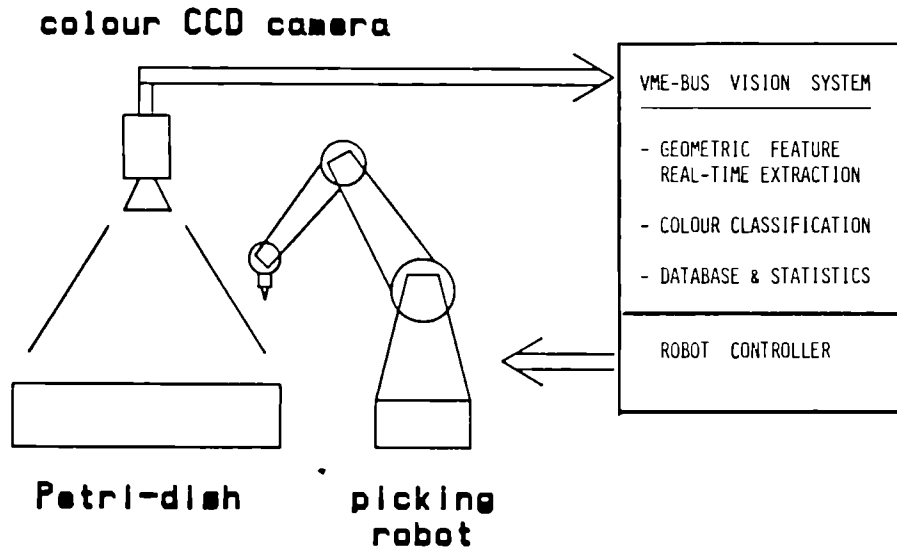 colour CCD camera
VME-BUS VISION SYSTEM
- GEOMETRIC FEATURE
REAL-TIME EXTRACTION
- COLOUR CLASSIFICATION
- DATABASE & STATISTICS
ROBOT CONTROLLER
Petri-dish
picking
robot